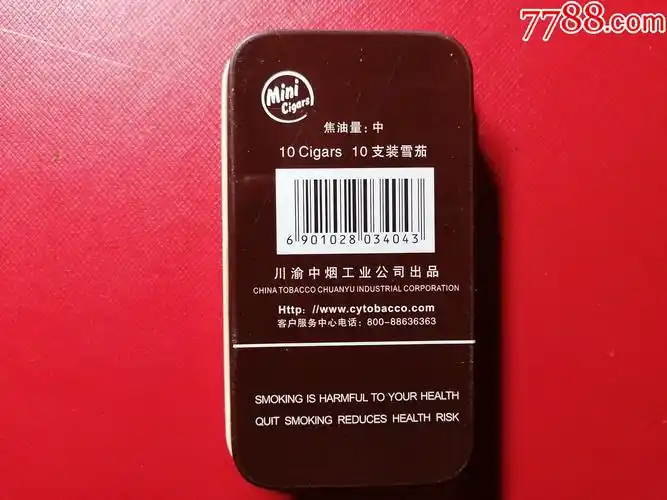 7788.com
Mini
Cigars
焦油量：中
10 Cigars 10 支装雪茄
6 901028 034043
川渝中烟工业公司出品
CHINA TOBACCO CHUANYU INDUSTRIAL CORPORATION
Http: //www.cytobacco.com
客户服务中心电话：800-88636363
SMOKING IS HARMFUL TO YOUR HEALTH
QUIT SMOKING REDUCES HEALTH RISK